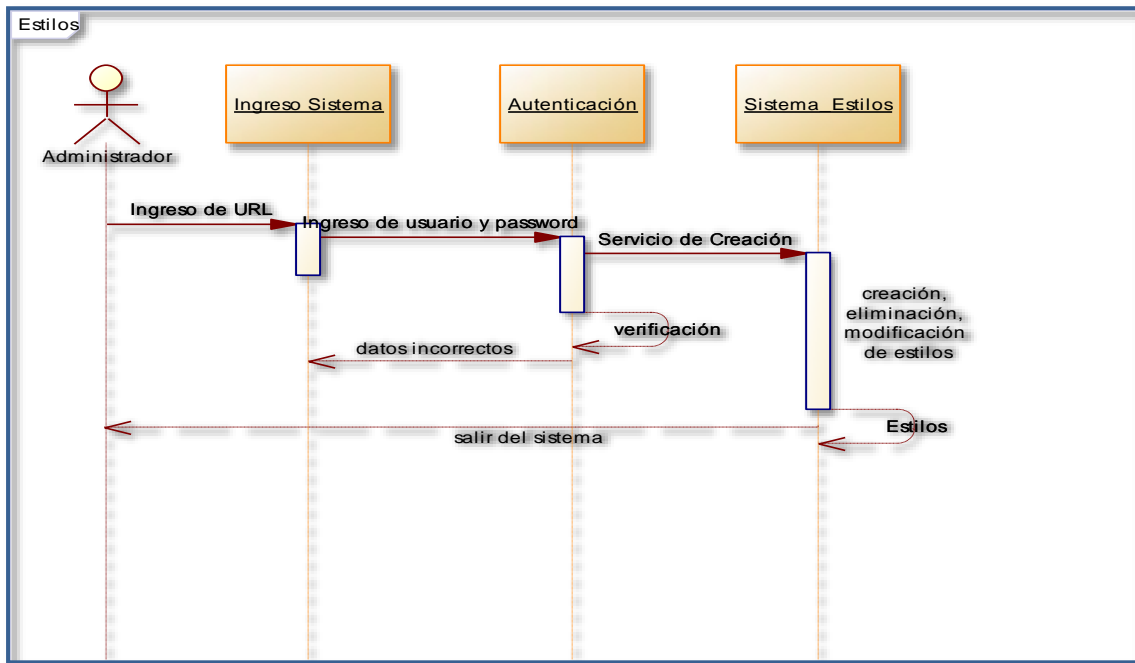 Estilos
Ingreso Sistema
Autenticación
Sistema Estilos
Administrador
Ingreso de URL
Ingreso de usuario y password
Servicio de Creación
creación,
eliminación,
modificación
de estilos
verificación
datos incorrectos
Estilos
salir del sistema